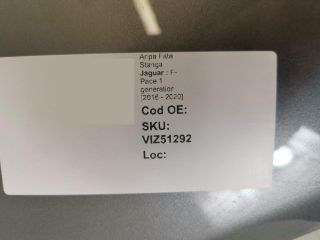 Aripa Fata
Stanga
Jaguar : F-
Pace 1
generation
[2016 - 2020]
Cod OE:
SKU:
VIZ51292
Loc: